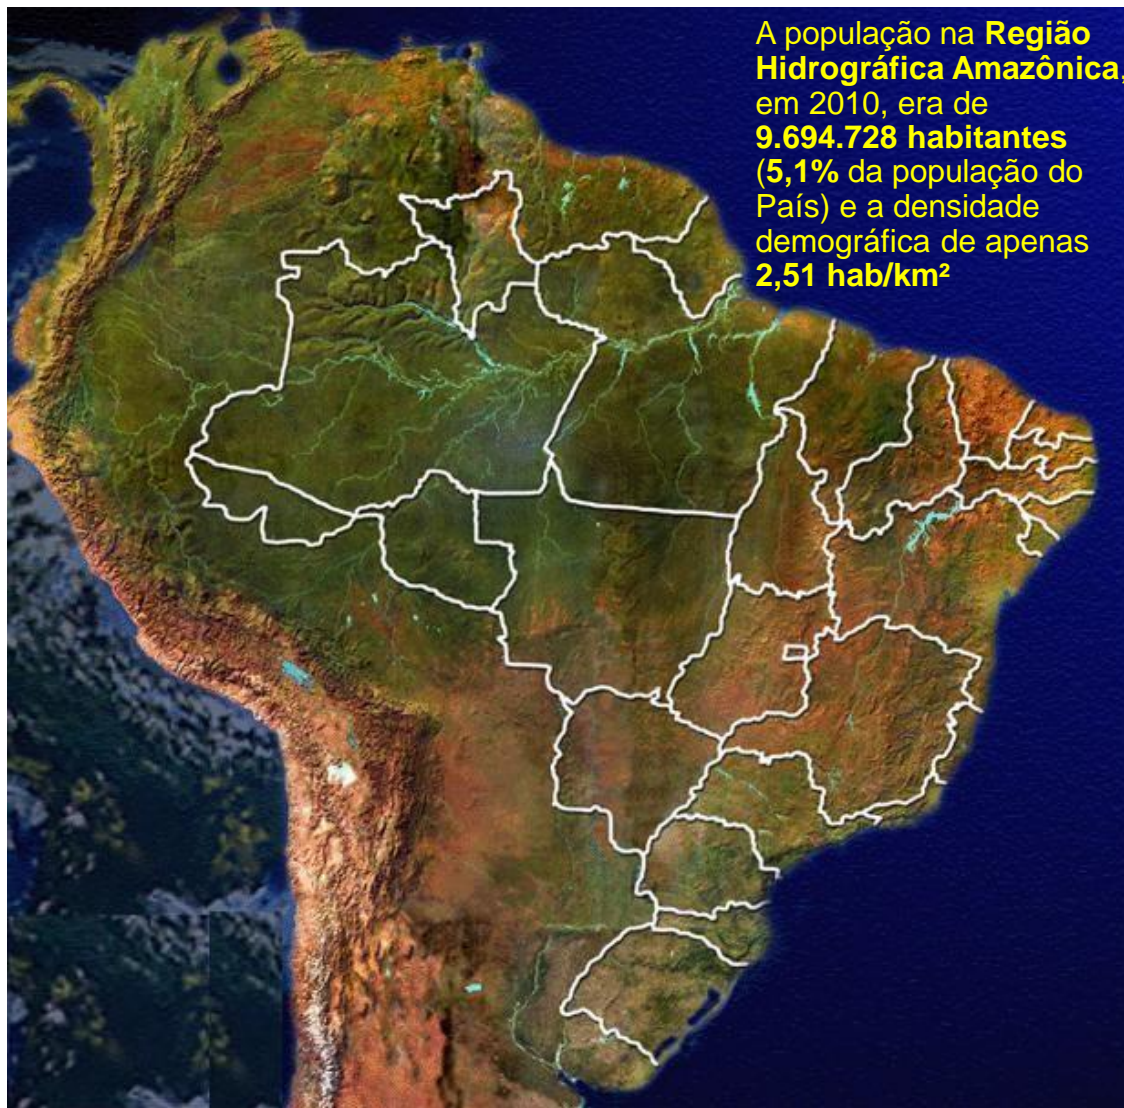 A população na Região
Hidrográfica Amazônica,
em 2010, era de
9.694.728 habitantes
(5,1% da população do
País) e a densidade
demográfica de apenas
2,51 hab/km²